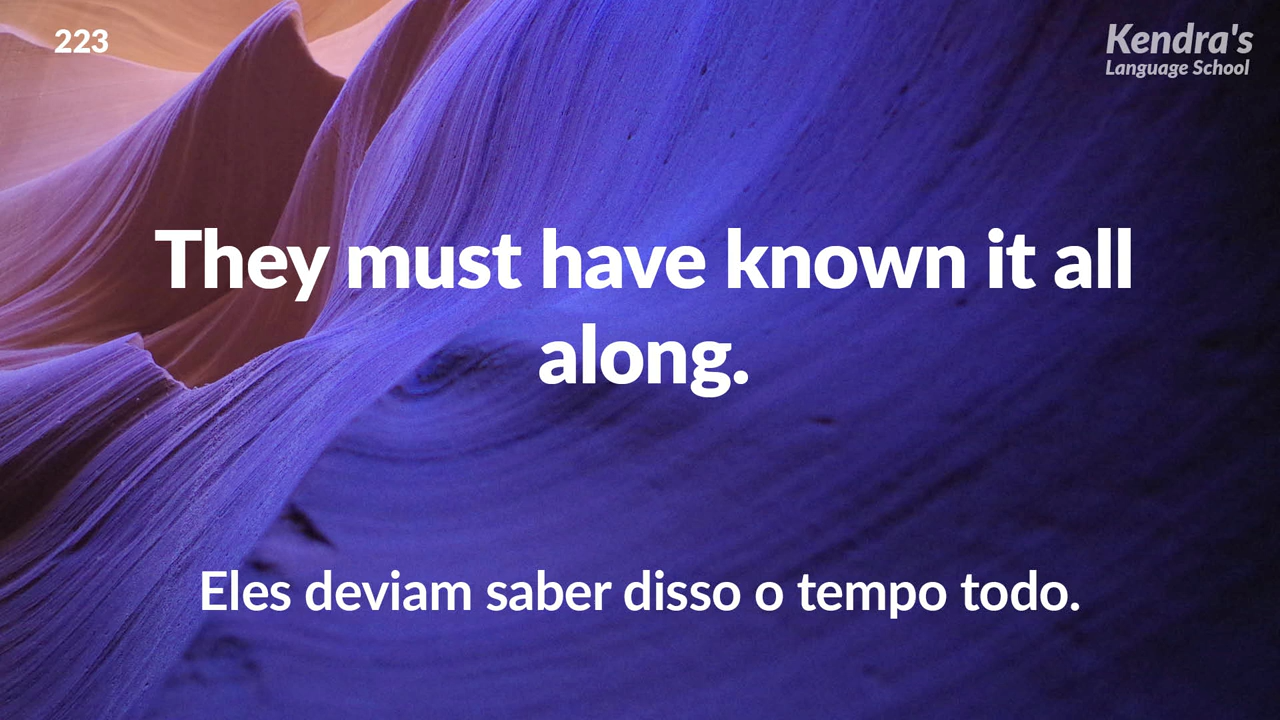 223
Kendra's
Language School
They must have known it all
along.
Eles deviam saber disso o tempo todo.